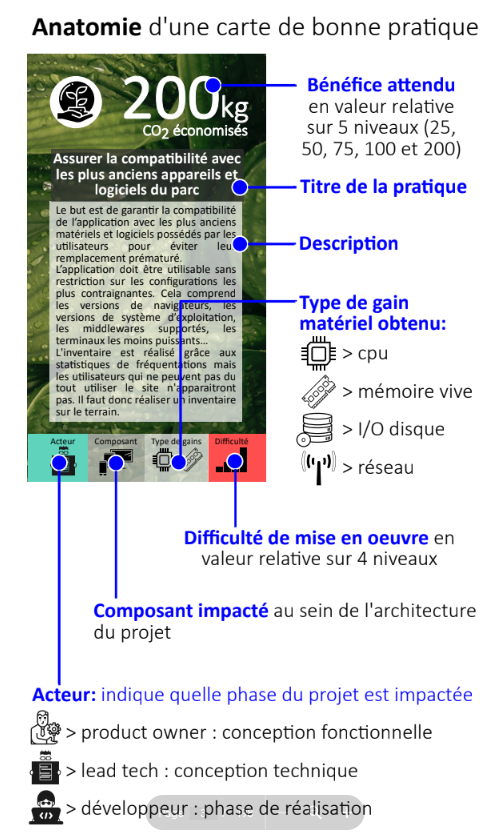 Anatomie d'une carte de bonne pratique
200kg
CO2 économisés
Assurer la compatibilité avec
les plus anciens appareils et
logiciels du parc
Le but est de garantir la compatibilité
de l'application avec les plus anciens
matériels et logiciels possédés par les
utilisateurs pour éviter leur
remplacement prématuré.
L'application doit être utilisable sans
restriction sur les configurations les
plus contraignantes. Cela comprend
les versions de navigateurs, les
versions de système d'exploitation,
les middlewares supportés, les
terminaux les moins puissants...
L'inventaire est réalisé grâce aux
statistiques de fréquentations mais
les utilisateurs qui ne peuvent pas du
tout utiliser le site n'apparaitront
pas. Il faut donc réaliser un inventaire
sur le terrain.
Acteur
Composant
Type de gains
Difficulté
Bénéfice attendu
en valeur relative
sur 5 niveaux (25,
50, 75, 100 et 200)
Titre de la pratique
Description
Type de gain
matériel obtenu:
> cpu
> mémoire vive
> I/O disque
> réseau
Difficulté de mise en oeuvre en
valeur relative sur 4 niveaux
Composant impacté au sein de l'architecture
du projet
Acteur: indique quelle phase du projet est impactée
> product owner : conception fonctionnelle
> lead tech : conception technique
> développeur : phase de réalisation